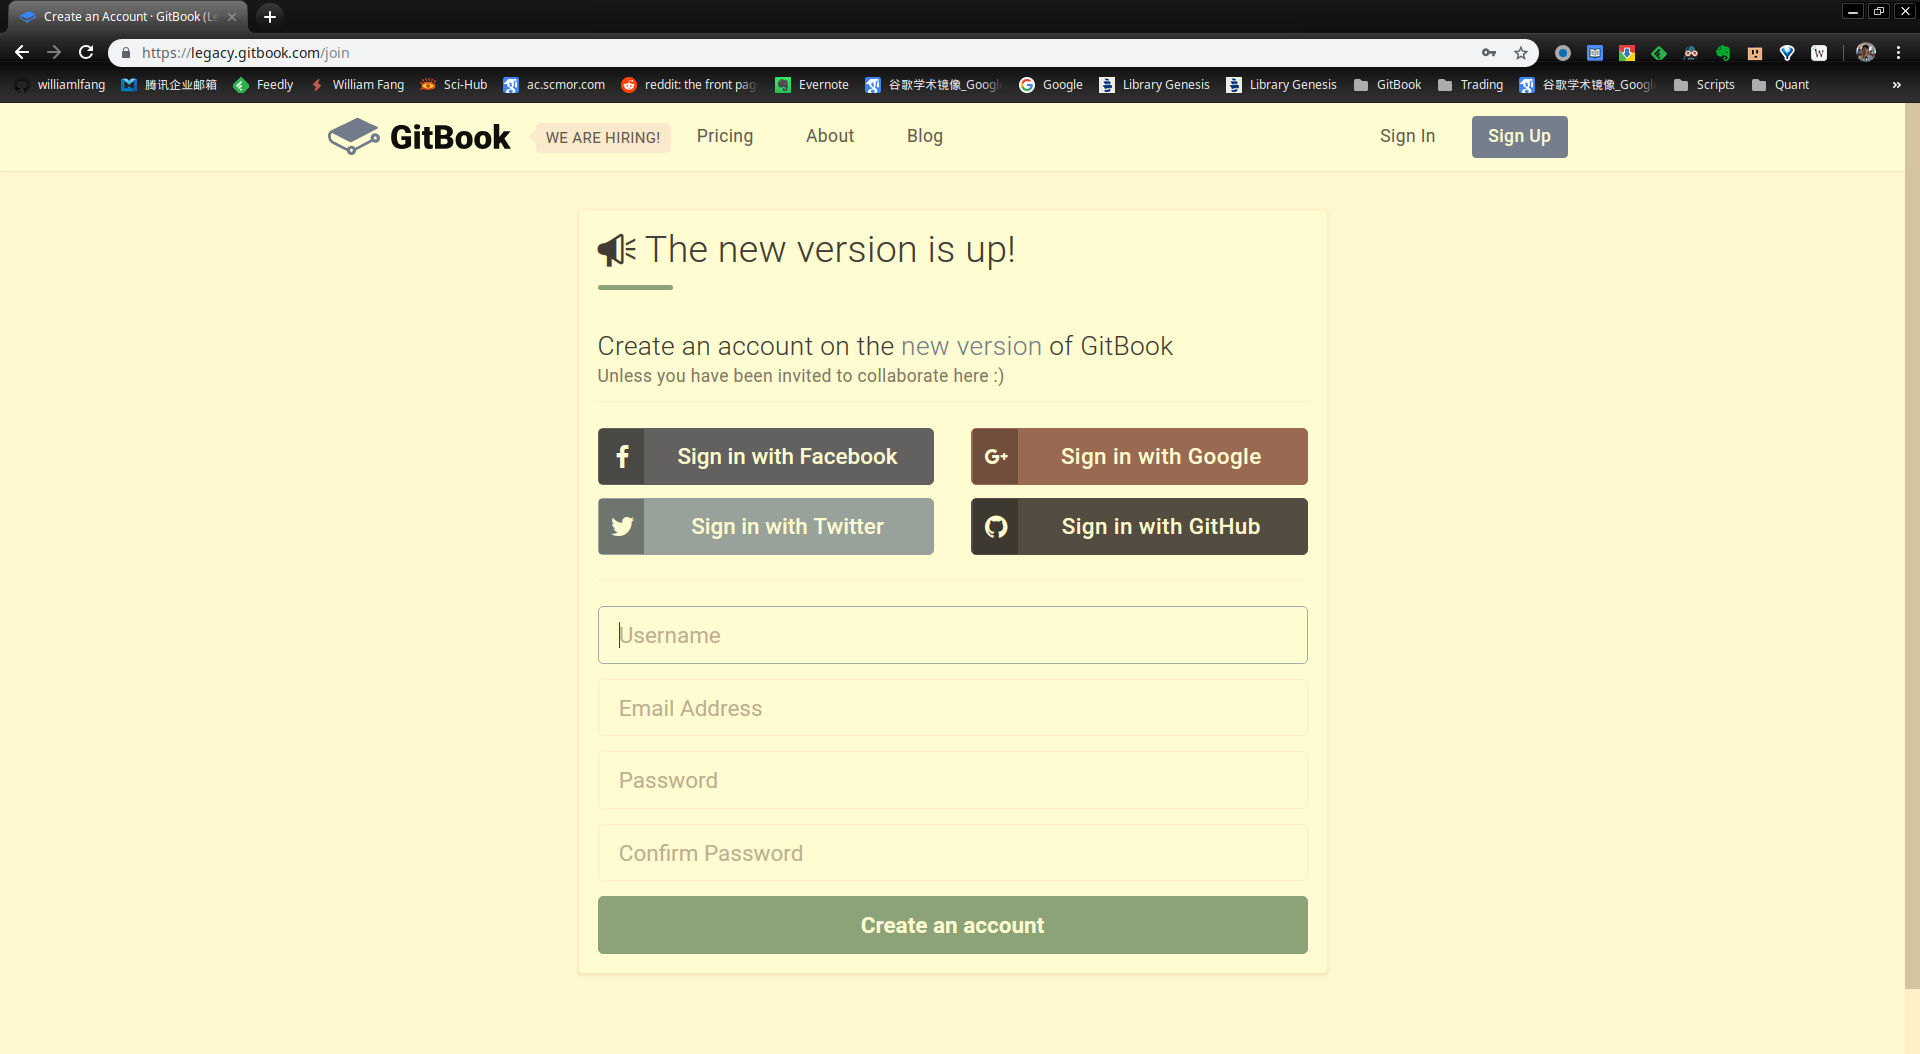 Create an Account · GitBook (Le
https://legacy.gitbook.com/join
williamlfang 腾讯企业邮箱 Feedly William Fang Sci-Hub ac.scmor.com reddit: the front pag Evernote 谷歌学术镜像_Googl Google Library Genesis Library Genesis GitBook Trading 谷歌学术镜像_Googl Scripts Quant »
GitBook WE ARE HIRING! Pricing About Blog Sign In Sign Up
The new version is up!
Create an account on the new version of GitBook
Unless you have been invited to collaborate here :)
Sign in with Facebook G+ Sign in with Google
Sign in with Twitter Sign in with GitHub
Username
Email Address
Password
Confirm Password
Create an account